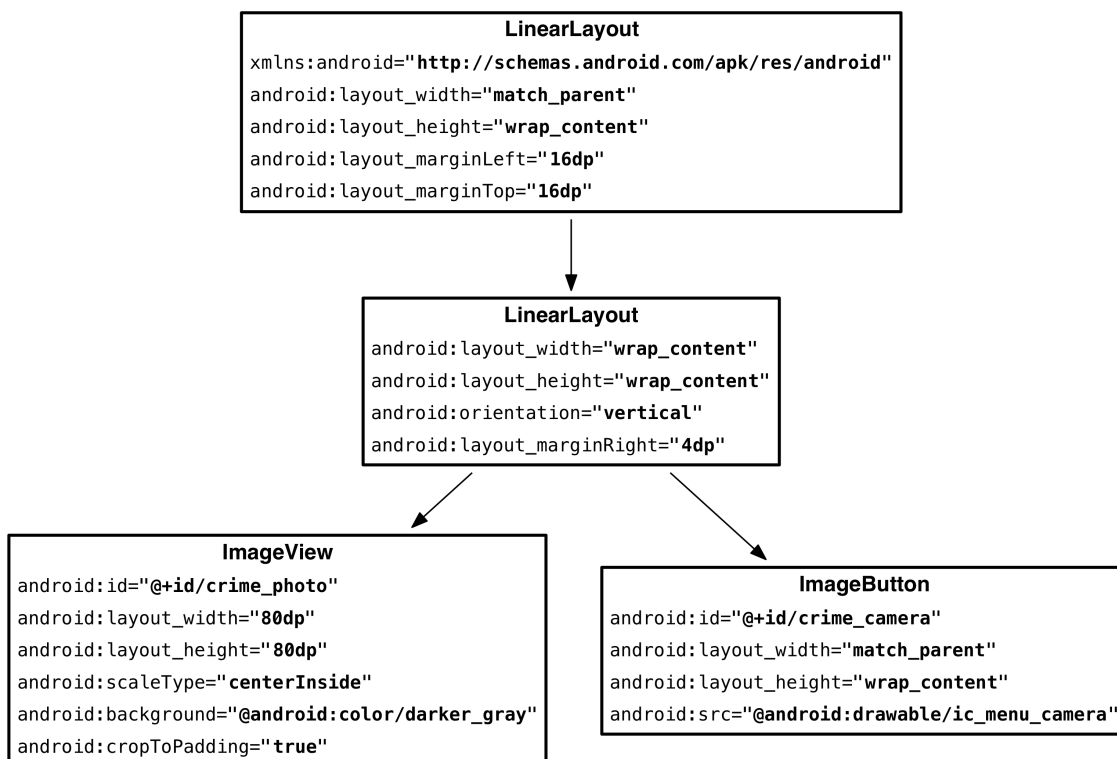 LinearLayout
xmlns:android="http://schemas.android.com/apk/res/android"
android:layout_width="match_parent"
android:layout_height="wrap_content"
android:layout_marginLeft="16dp"
android:layout_marginTop="16dp"
LinearLayout
android:layout_width="wrap_content"
android:layout_height="wrap_content"
android:orientation="vertical"
android:layout_marginRight="4dp"
ImageView
android:id="@+id/crime_photo"
android:layout_width="80dp"
android:layout_height="80dp"
android:scaleType="centerInside"
android:background="@android:color/darker_gray"
android:cropToPadding="true"
ImageButton
android:id="@+id/crime_camera"
android:layout_width="match_parent"
android:layout_height="wrap_content"
android:src="@android:drawable/ic_menu_camera"